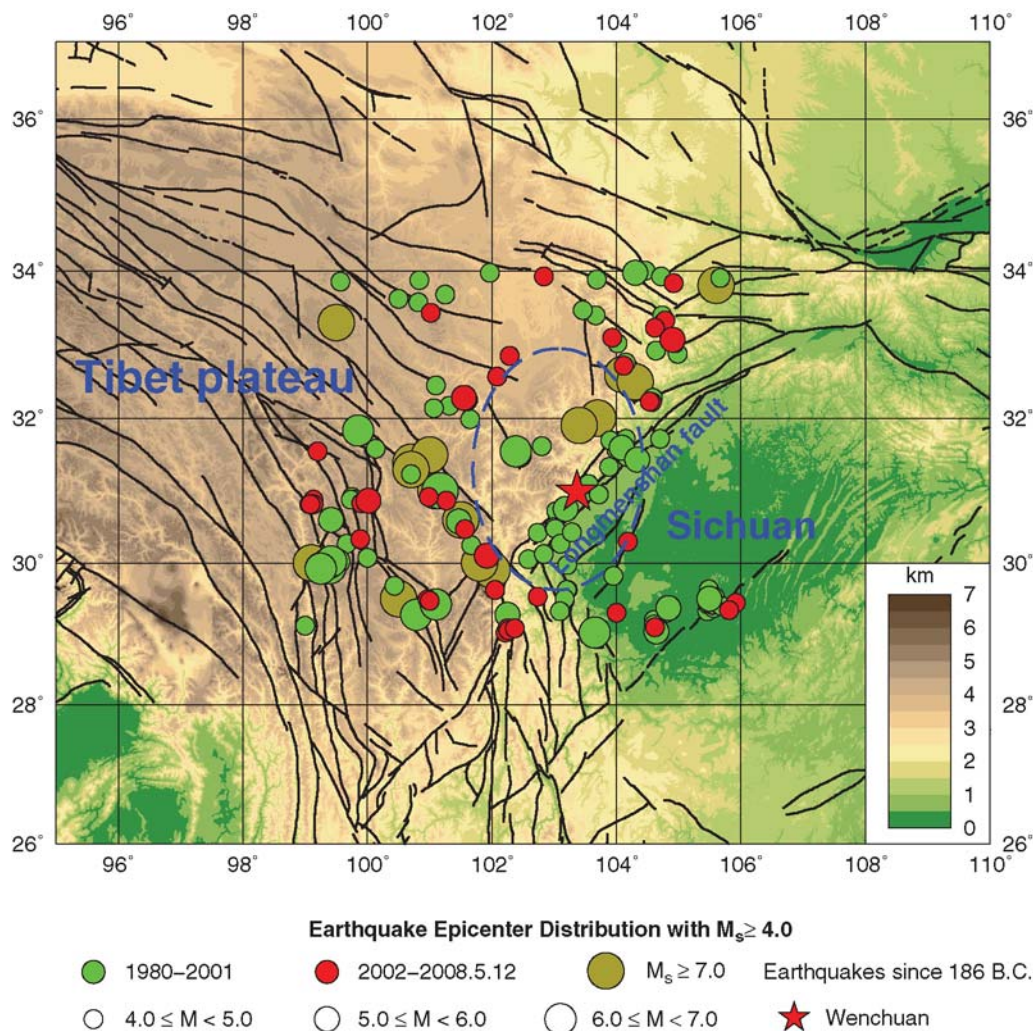 96° 98° 100° 102° 104° 106° 108° 110°
36° 36°
34° 34°
Tibet plateau
32° 32°
Longmenshan fault
Sichuan
30° 30°
km
7
6
5
4
3
2
1
0
28° 28°
26° 26°
96° 98° 100° 102° 104° 106° 108° 110°
Earthquake Epicenter Distribution with Ms≥ 4.0
1980–2001 2002–2008.5.12 Ms ≥ 7.0 Earthquakes since 186 B.C.
4.0 ≤ M < 5.0 5.0 ≤ M < 6.0 6.0 ≤ M < 7.0 Wenchuan